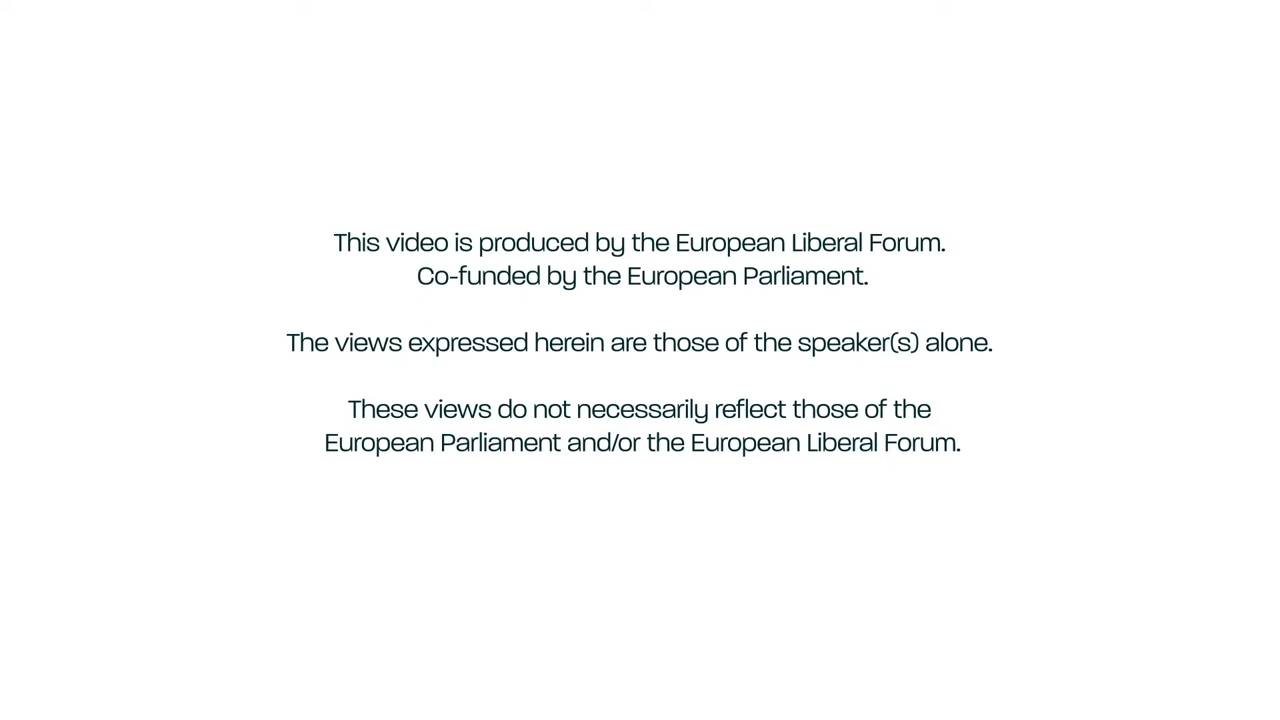 This video is produced by the European Liberal Forum.
Co-funded by the European Parliament.
The views expressed herein are those of the speaker(s) alone.
These views do not necessarily reflect those of the
European Parliament and/or the European Liberal Forum.